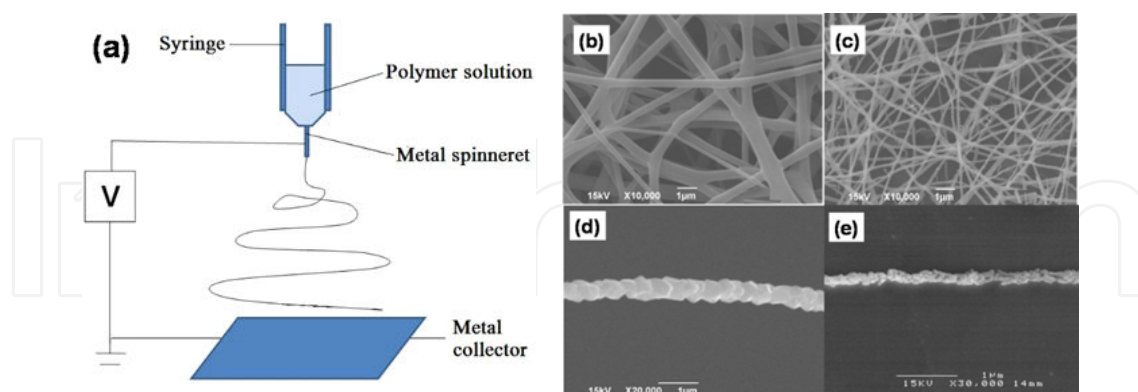 (a)
Syringe
Polymer solution
Metal spinneret
V
Metal
collector
(b)
15kV X10,000 1µm
(c)
15kV X10,000 1µm
(d)
15kV X20,000 1µm
(e)
15KV X30,000 1µm 14mm